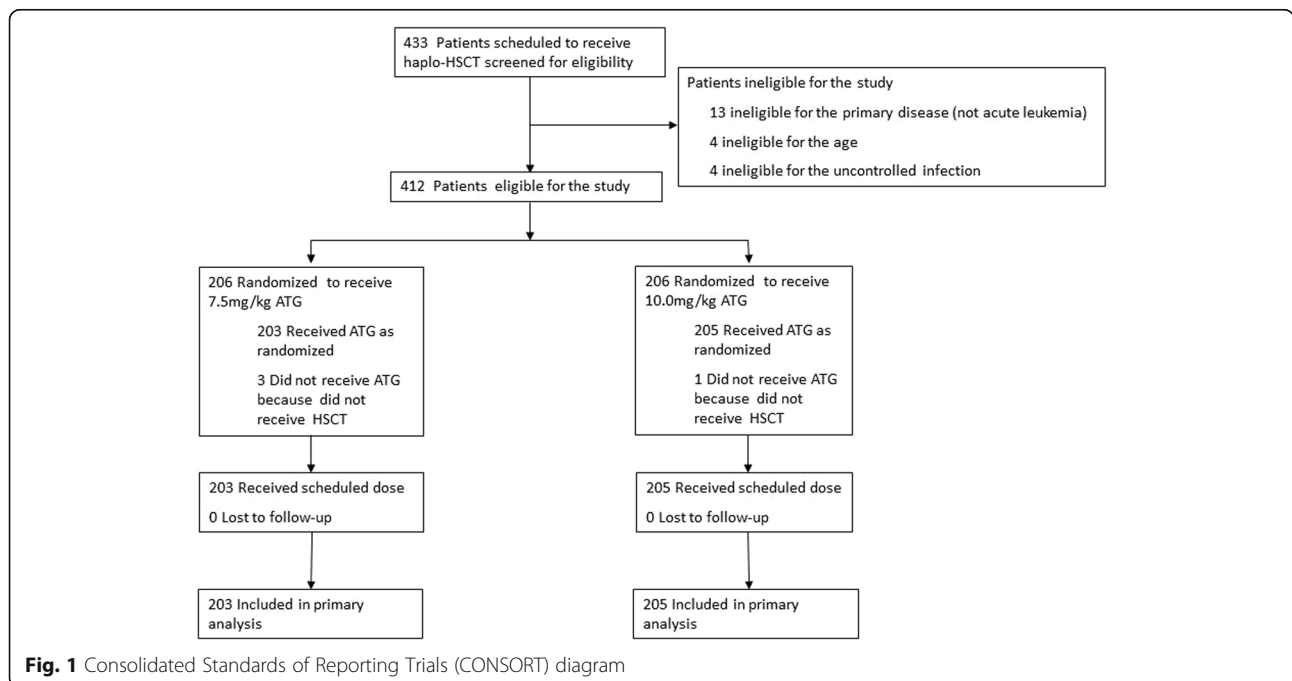 433 Patients scheduled to receive
haplo-HSCT screened for eligibility
Patients ineligible for the study
13 ineligible for the primary disease (not acute leukemia)
4 ineligible for the age
4 ineligible for the uncontrolled infection
412 Patients eligible for the study
206 Randomized to receive
7.5mg/kg ATG
203 Received ATG as
randomized
3 Did not receive ATG
because did not
receive HSCT
206 Randomized to receive
10.0mg/kg ATG
205 Received ATG as
randomized
1 Did not receive ATG
because did not
receive HSCT
203 Received scheduled dose
0 Lost to follow-up
205 Received scheduled dose
0 Lost to follow-up
203 Included in primary
analysis
205 Included in primary
analysis
Fig. 1 Consolidated Standards of Reporting Trials (CONSORT) diagram